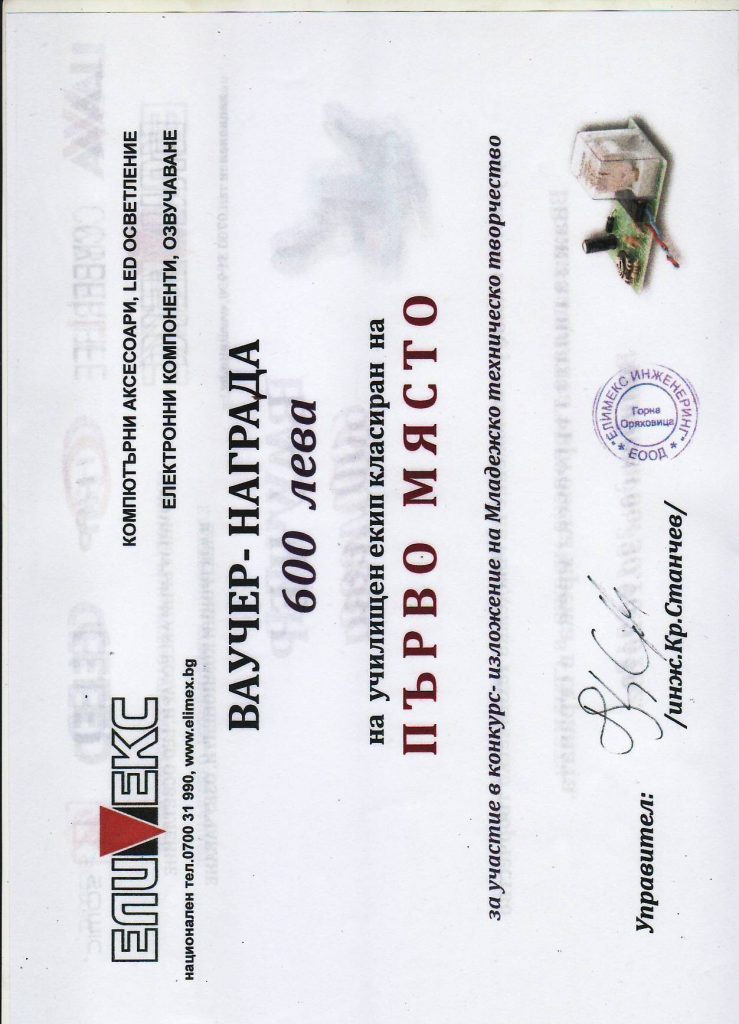 ЕЛИМЕКС
национален тел.0700 31 990, www.elimex.bg
КОМПЮТЪРНИ АКСЕСОАРИ, LED ОСВЕТЛЕНИЕ
ЕЛЕКТРОННИ КОМПОНЕНТИ, ОЗВУЧАВАНЕ
ВАУЧЕР- НАГРАДА
600 лева
на училищен екип класиран на
ПЪРВО МЯСТО
за участие в конкурс- изложение на Младежко техническо творчество
Управител:
/инж.Кр.Станчев/
"ЕЛИМЕКС ИНЖЕНЕРИНГ"
Горна
Оряховица
* ЕООД *